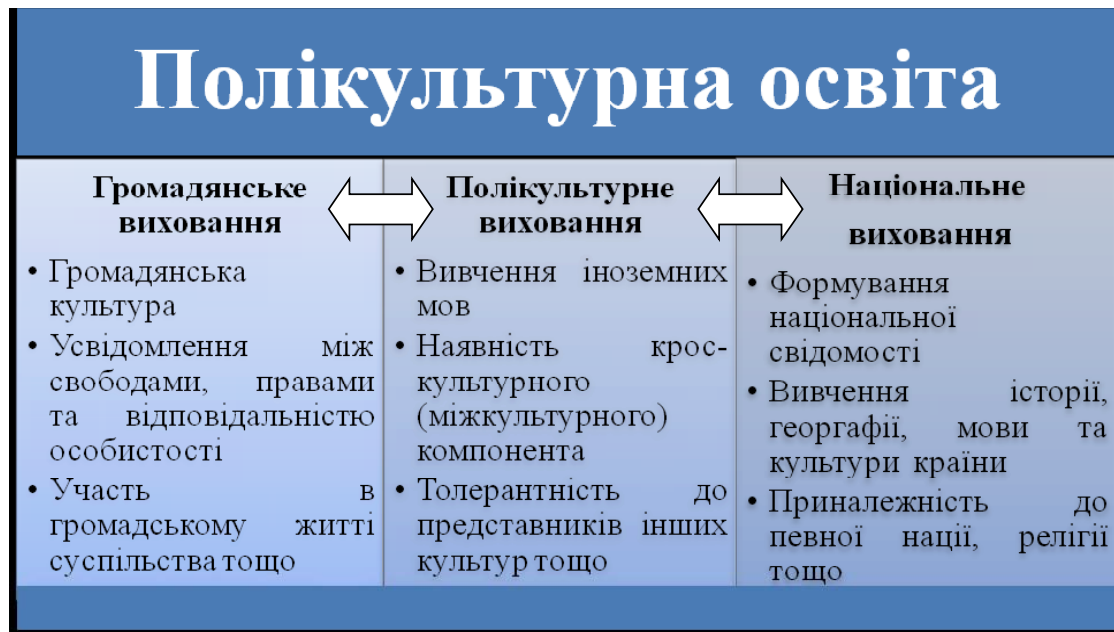 Полікультурна освіта
Громадянське
виховання
• Громадянська
культура
• Усвідомлення між
свободами, правами
та відповідальністю
особистості
• Участь в
громадському житті
суспільства тощо
Полікультурне
виховання
• Вивчення іноземних
мов
• Наявність крос-
культурного
(міжкультурного)
компонента
• Толерантність до
представників інших
культур тощо
Національне
виховання
• Формування
національної
свідомості
• Вивчення історії,
георгафії, мови та
культури країни
• Приналежність до
певної нації, релігії
тощо